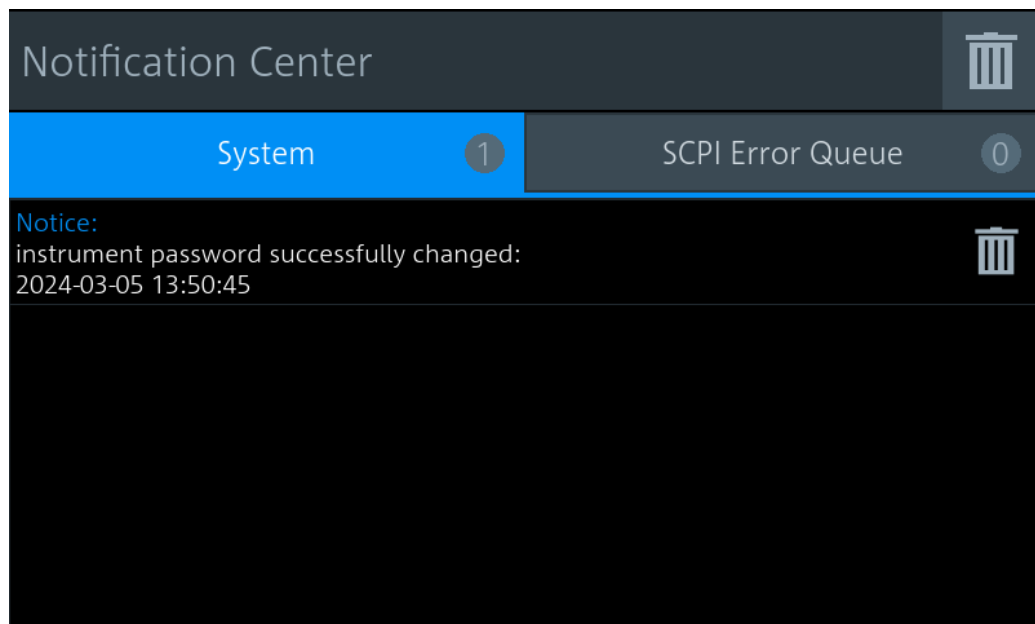 Notification Center
System 1
SCPI Error Queue 0
Notice:
instrument password successfully changed:
2024-03-05 13:50:45